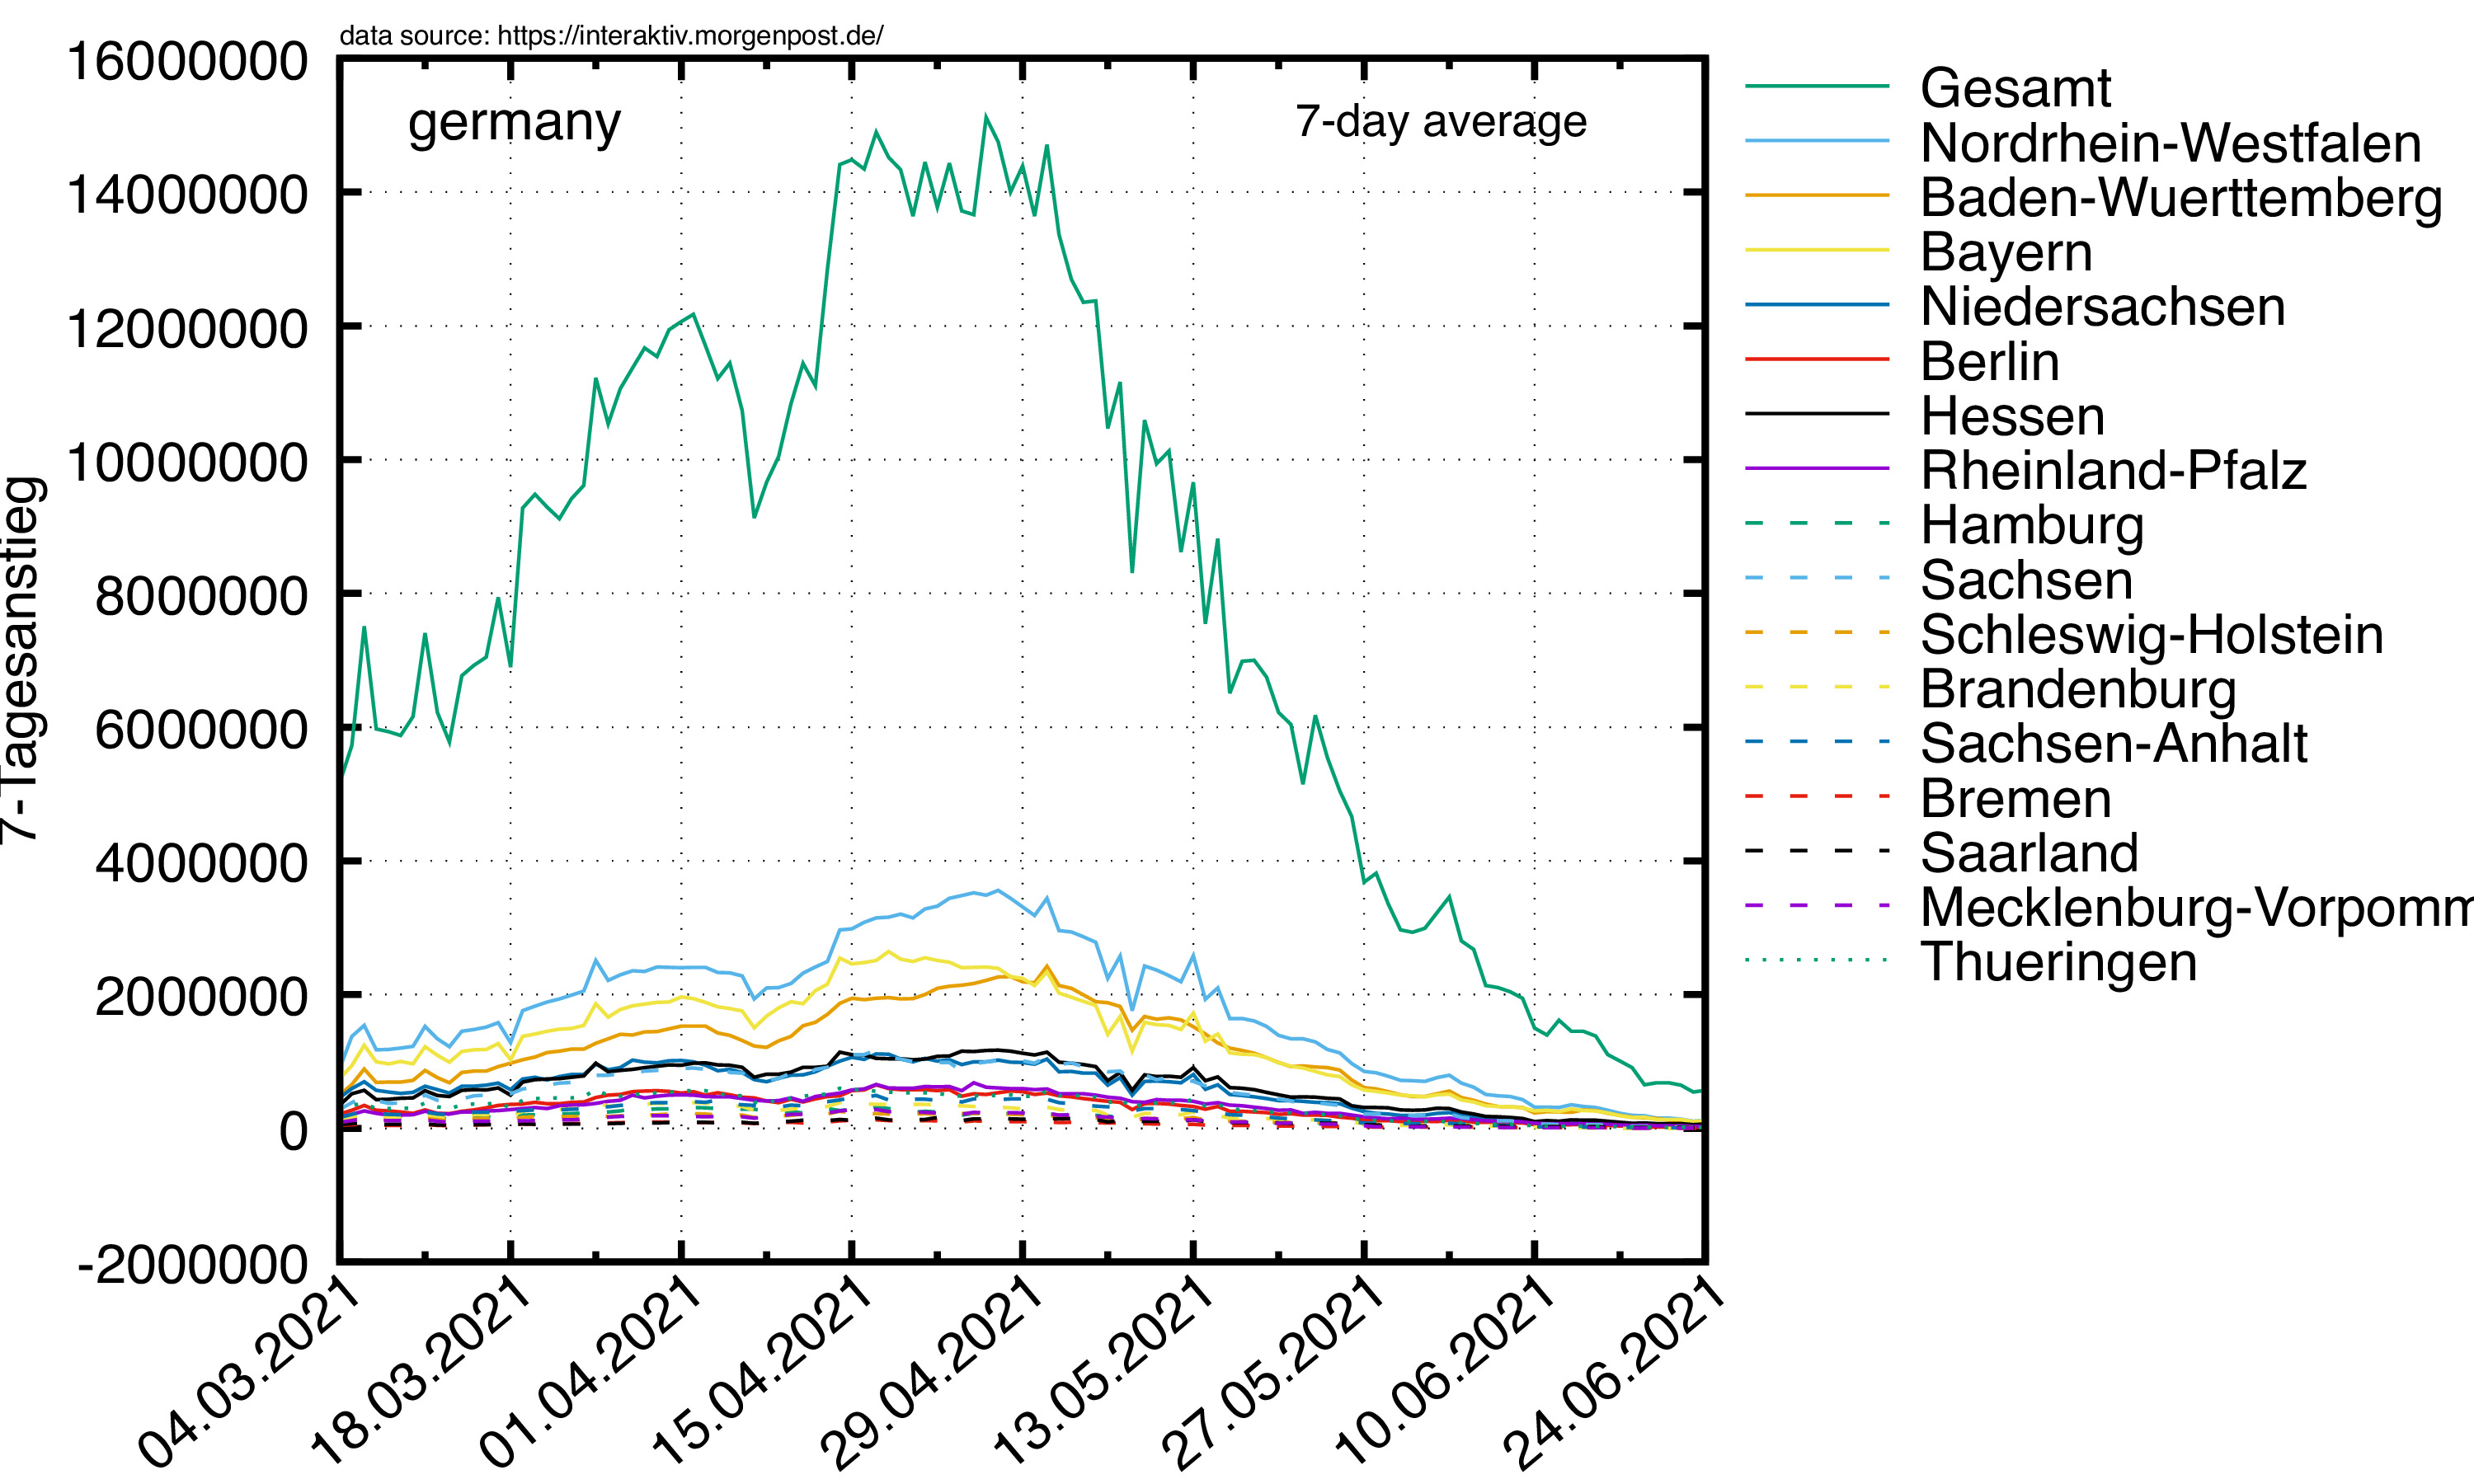 data source: https://interaktiv.morgenpost.de/
germany
7-day average
7-Tagesanstieg
16000000
14000000
12000000
10000000
8000000
6000000
4000000
2000000
0
-2000000
04.03.2021
18.03.2021
01.04.2021
15.04.2021
29.04.2021
13.05.2021
27.05.2021
10.06.2021
24.06.2021
Gesamt
Nordrhein-Westfalen
Baden-Wuerttemberg
Bayern
Niedersachsen
Berlin
Hessen
Rheinland-Pfalz
Hamburg
Sachsen
Schleswig-Holstein
Brandenburg
Sachsen-Anhalt
Bremen
Saarland
Mecklenburg-Vorpomm
Thueringen